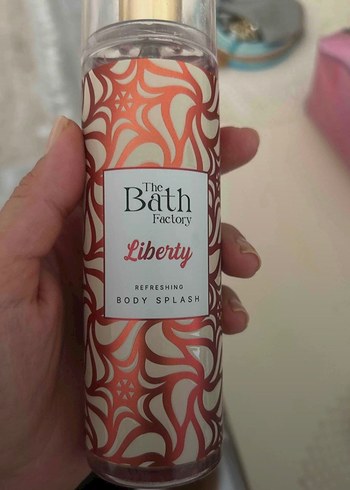 The
Bath
Factory
Liberty
REFRESHING
BODY SPLASH